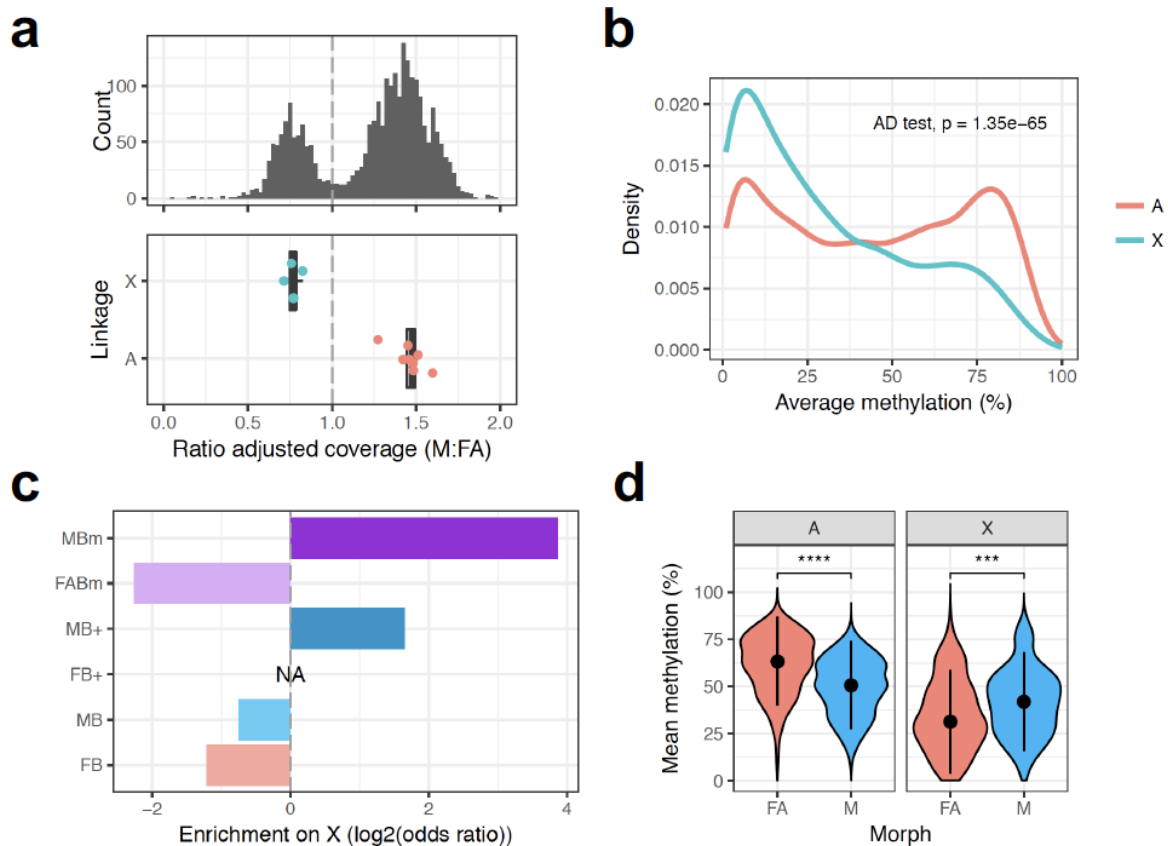 a
Count
100
50
0
Linkage
X
A
0.0 0.5 1.0 1.5 2.0
Ratio adjusted coverage (M:FA)
b
AD test, p = 1.35e−65
Density
0.020
0.015
0.010
0.005
0.000
0 25 50 75 100
Average methylation (%)
A
X
c
MBm
FABm
MB+
FB+ NA
MB
FB
−2 0 2 4
Enrichment on X (log2(odds ratio))
d
A X
**** ***
Mean methylation (%)
100
75
50
25
0
FA M FA M
Morph